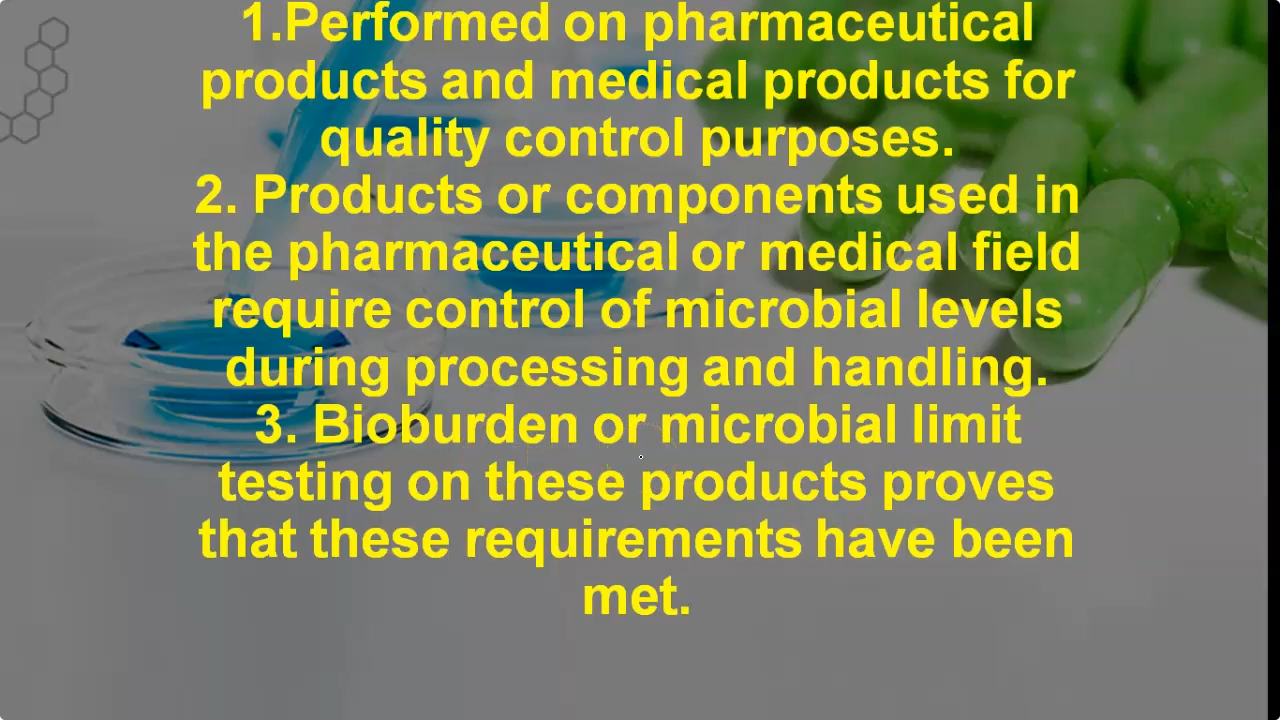 1.Performed on pharmaceutical
products and medical products for
quality control purposes.
2. Products or components used in
the pharmaceutical or medical field
require control of microbial levels
during processing and handling.
3. Bioburden or microbial limit
testing on these products proves
that these requirements have been
met.